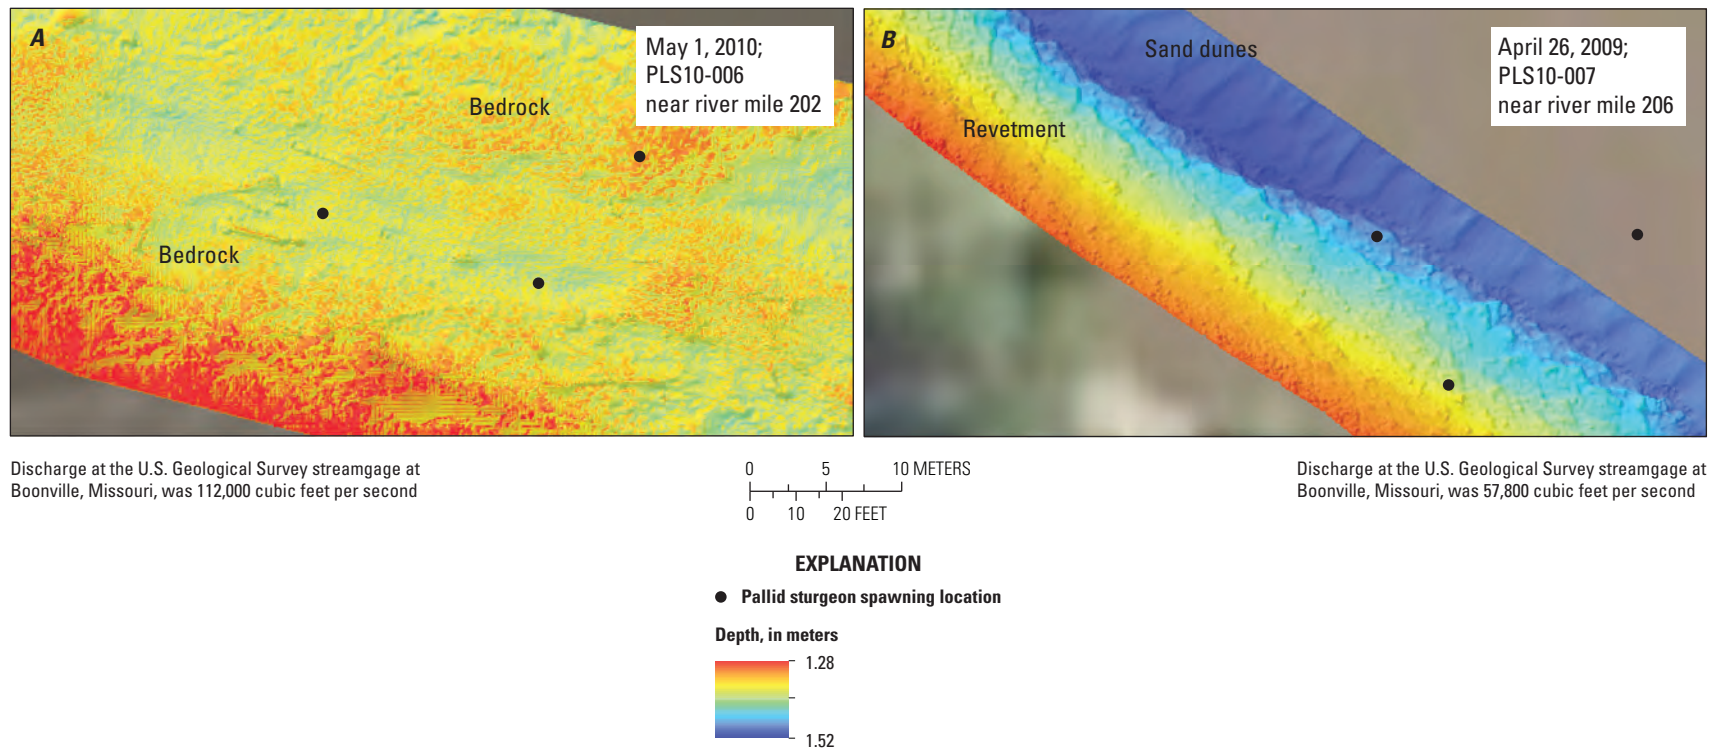 A
May 1, 2010;
PLS10-006
near river mile 202
Bedrock
Bedrock
B
Sand dunes
April 26, 2009;
PLS10-007
near river mile 206
Revetment
Discharge at the U.S. Geological Survey streamgage at
Boonville, Missouri, was 112,000 cubic feet per second
0 5 10 METERS
0 10 20 FEET
Discharge at the U.S. Geological Survey streamgage at
Boonville, Missouri, was 57,800 cubic feet per second
EXPLANATION
Pallid sturgeon spawning location
Depth, in meters
1.28
1.52